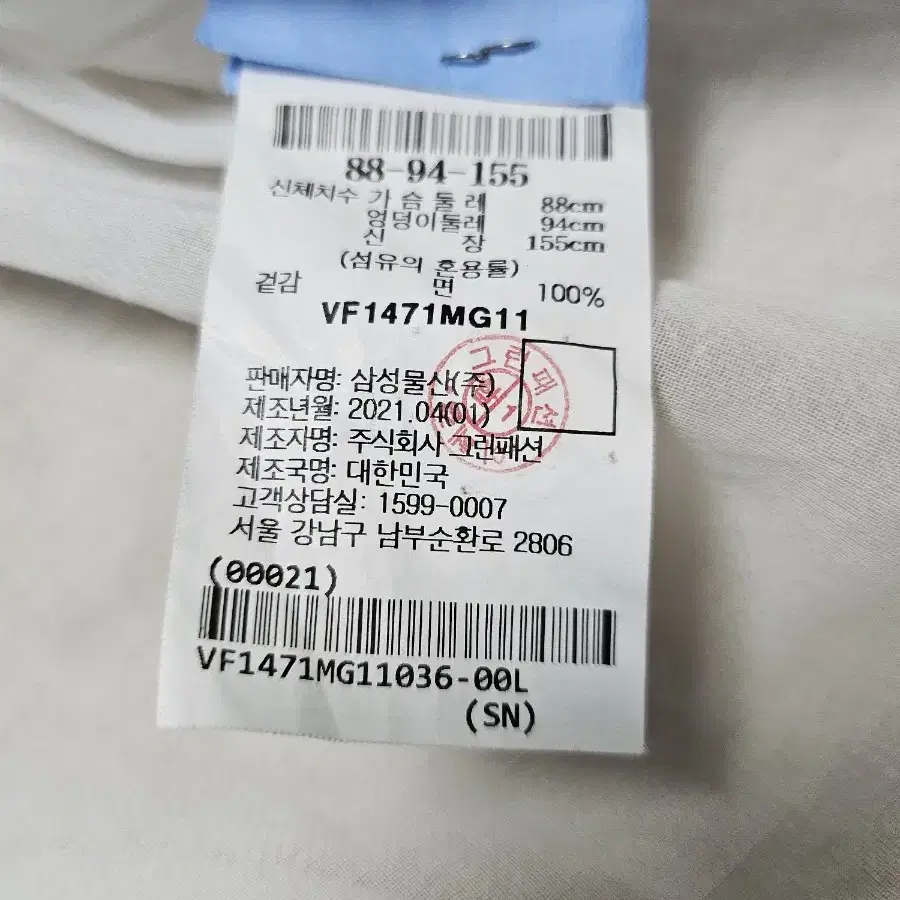 88-94-155
신체치수 가 슴 둘 레 88cm
엉덩이둘레 94cm
신 장 155cm
(섬유의 혼용률)
겉감 면 100%
VF1471MG11
그린패션
판매자명: 삼성물산(주)
제조년월: 2021.04(01)
제조자명: 주식회사 그린패션
제조국명: 대한민국
고객상담실: 1599-0007
서울 강남구 남부순환로 2806
(00021)
VF1471MG11036-00L
(SN)